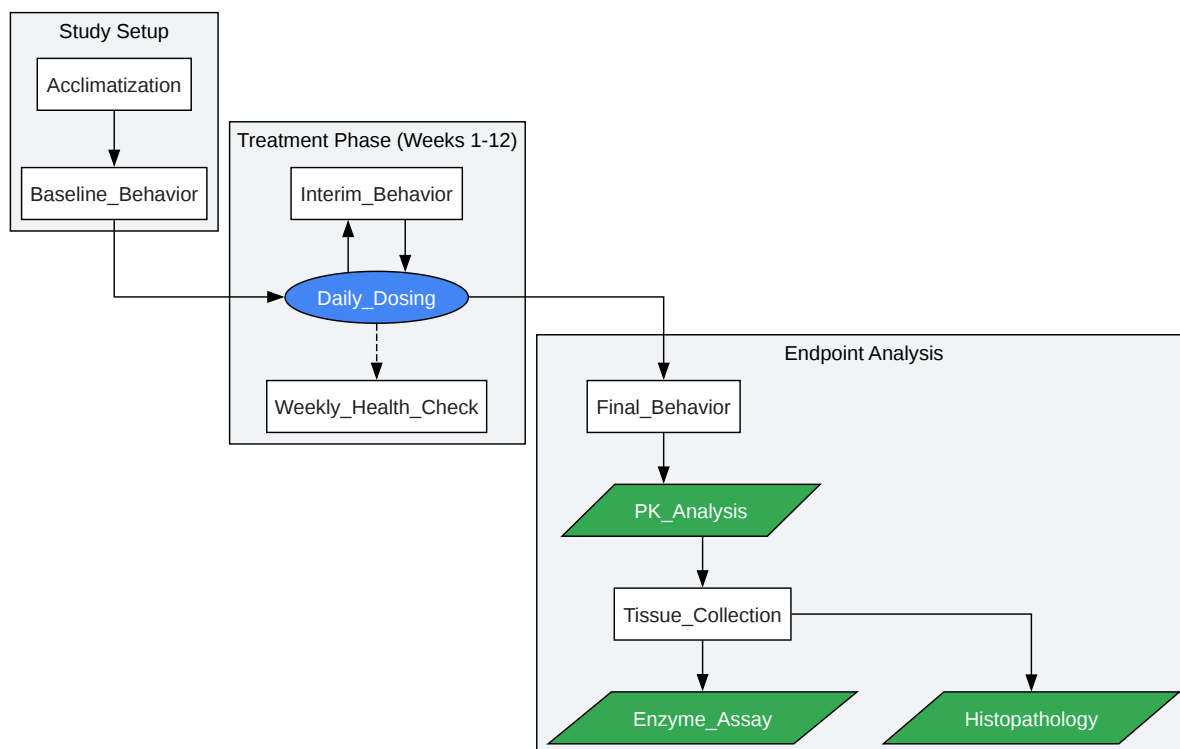 Study Setup
Acclimatization
Baseline_Behavior
Treatment Phase (Weeks 1-12)
Interim_Behavior
Daily_Dosing
Weekly_Health_Check
Endpoint Analysis
Final_Behavior
PK_Analysis
Tissue_Collection
Enzyme_Assay
Histopathology